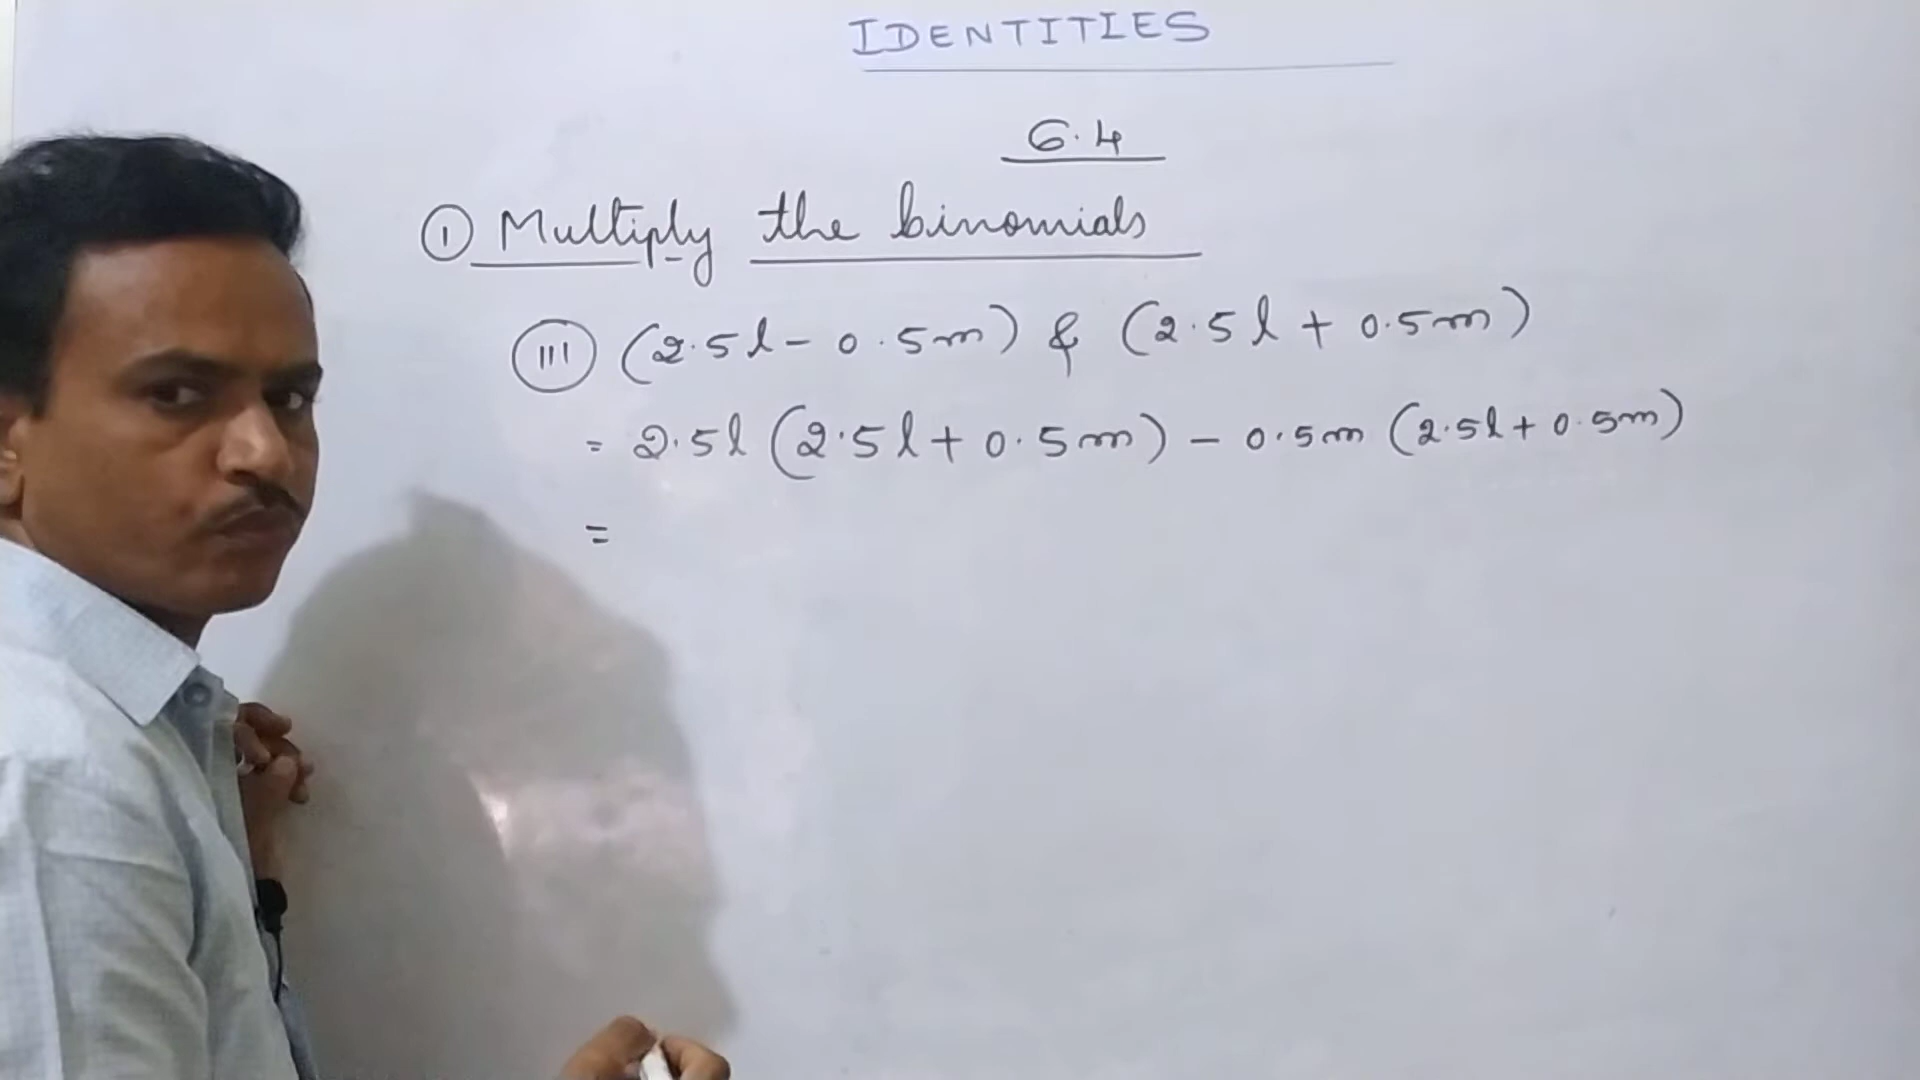 IDENTITIES
6.4
① Multiply the binomials
(III) (2.5l - 0.5m) & (2.5l + 0.5m)
= 2.5l (2.5l + 0.5m) - 0.5m (2.5l + 0.5m)
=